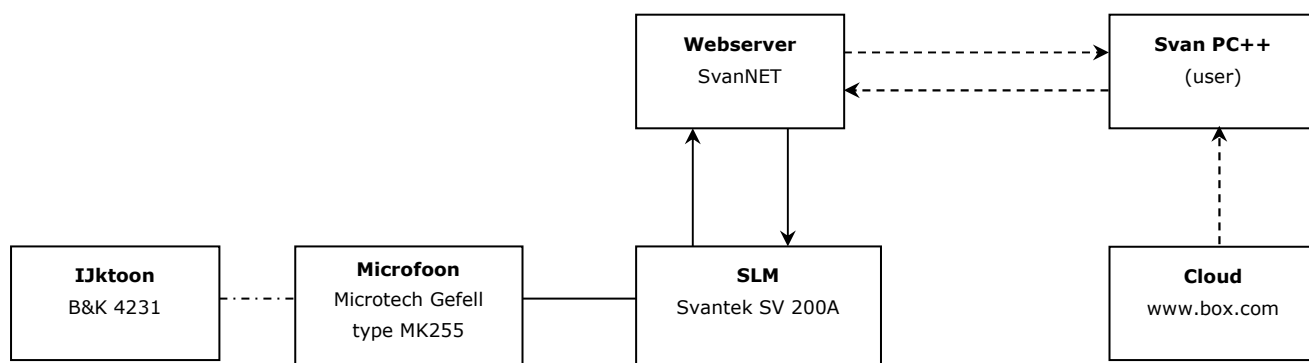 Webserver
SvanNET
Svan PC++
(user)
IJktoon
B&K 4231
Microfoon
Microtech Gefell
type MK255
SLM
Svantek SV 200A
Cloud
www.box.com